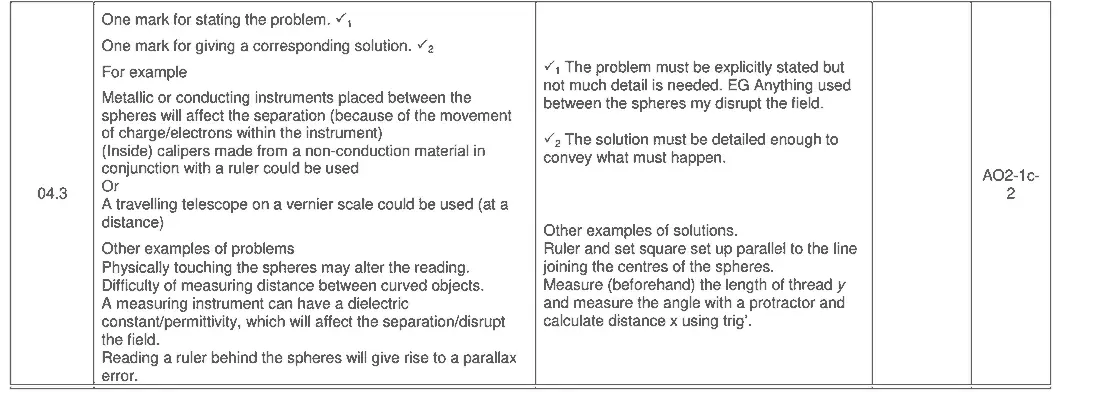 04.3
One mark for stating the problem. ✓₁
One mark for giving a corresponding solution. ✓₂
For example
Metallic or conducting instruments placed between the
spheres will affect the separation (because of the movement
of charge/electrons within the instrument)
(Inside) calipers made from a non-conduction material in
conjunction with a ruler could be used
Or
A travelling telescope on a vernier scale could be used (at a
distance)
Other examples of problems
Physically touching the spheres may alter the reading.
Difficulty of measuring distance between curved objects.
A measuring instrument can have a dielectric
constant/permittivity, which will affect the separation/disrupt
the field.
Reading a ruler behind the spheres will give rise to a parallax
error.
✓₁ The problem must be explicitly stated but
not much detail is needed. EG Anything used
between the spheres my disrupt the field.
✓₂ The solution must be detailed enough to
convey what must happen.
Other examples of solutions.
Ruler and set square set up parallel to the line
joining the centres of the spheres.
Measure (beforehand) the length of thread y
and measure the angle with a protractor and
calculate distance x using trig'.
AO2-1c-
2